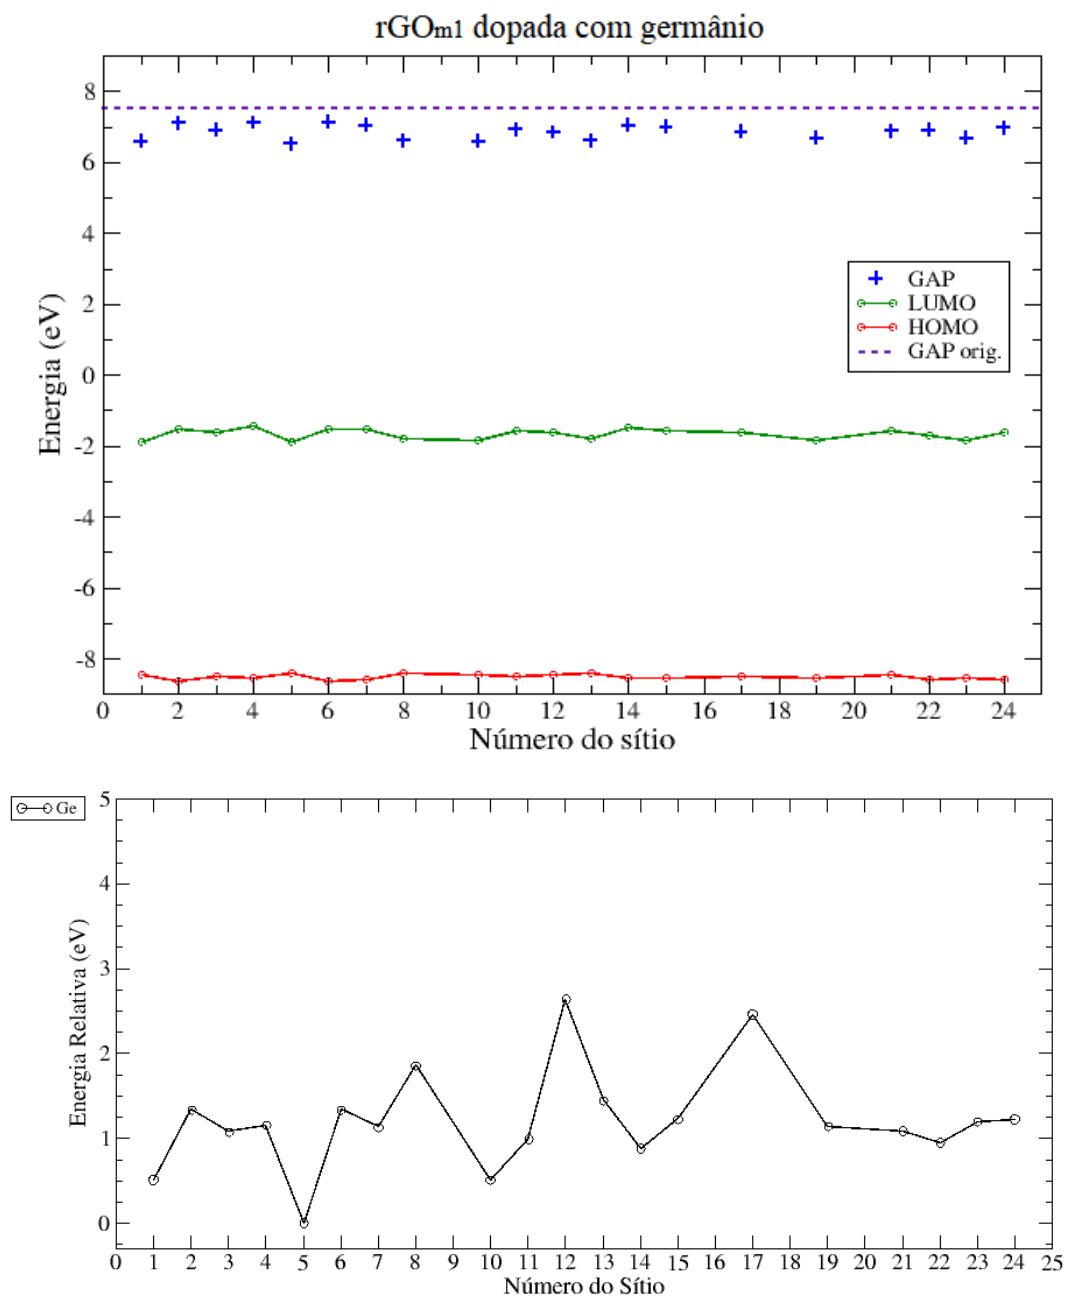 rGOm1 dopada com germânio
8
6
4
2
0
-2
-4
-6
-8
Energia (eV)
GAP
LUMO
HOMO
GAP orig.
0 2 4 6 8 10 12 14 16 18 20 22 24
Número do sítio
Ge
5
4
3
2
1
0
Energia Relativa (eV)
0 1 2 3 4 5 6 7 8 9 10 11 12 13 14 15 16 17 18 19 20 21 22 23 24 25
Número do Sítio